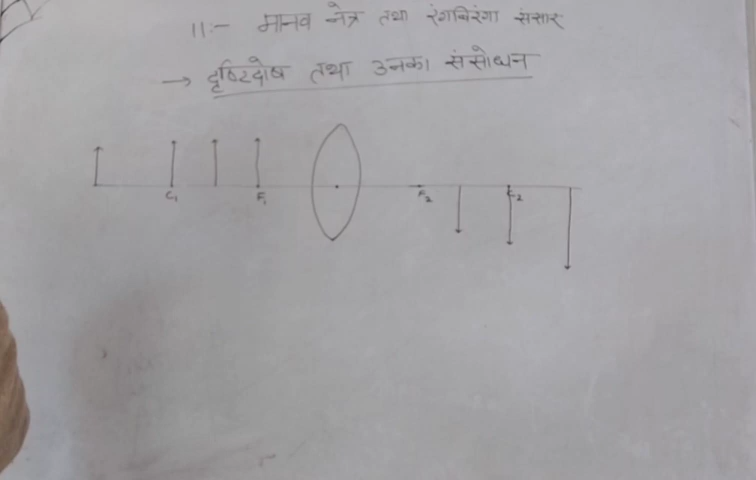 11:- मानव नेत्र तथा रंगबिरंगा संसार
→ दृष्टिदोष तथा उनका संसोधन
C₁ F₁ F₂ C₂